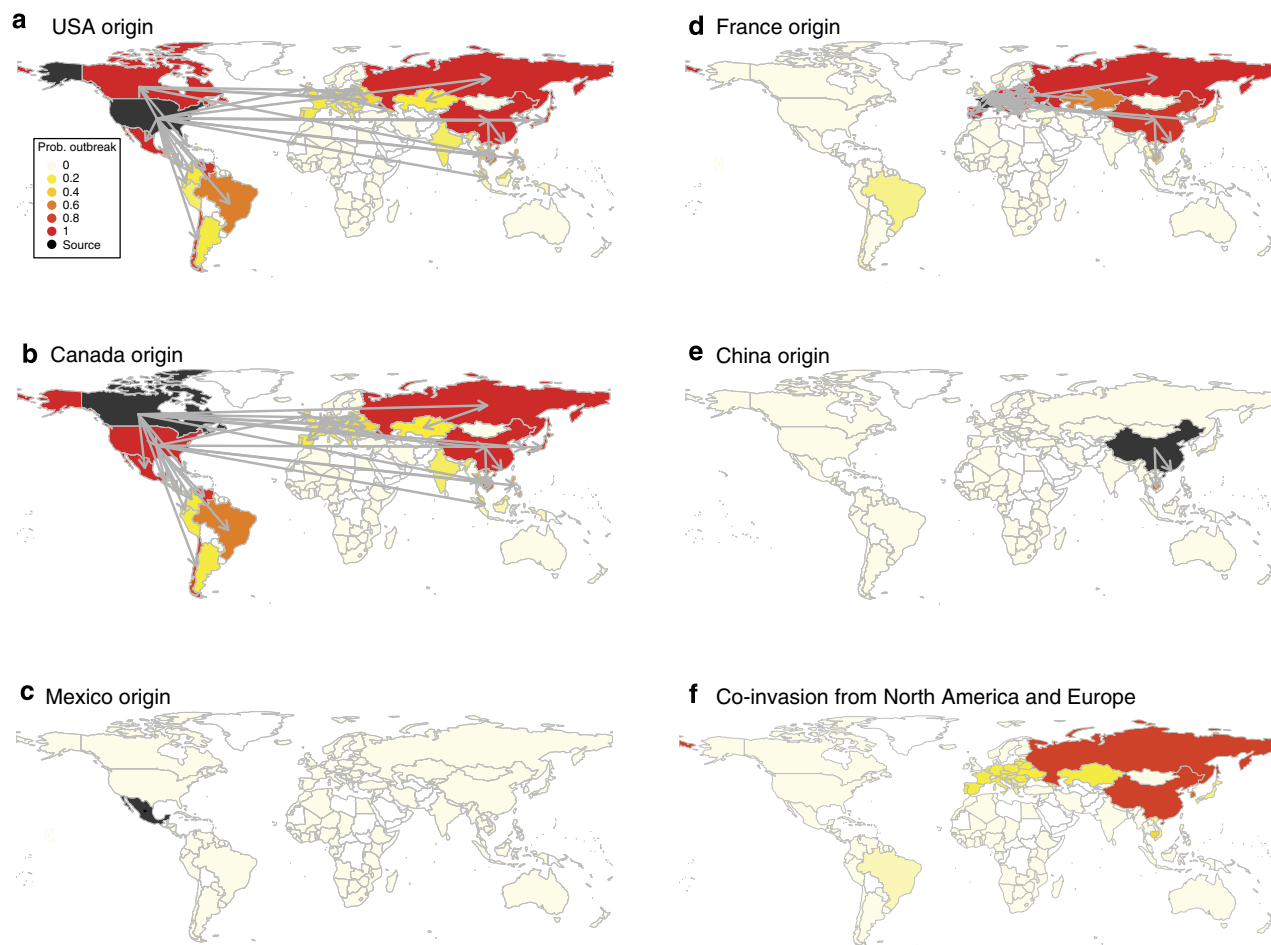 a USA origin
Prob. outbreak
0
0.2
0.4
0.6
0.8
1
Source
b Canada origin
c Mexico origin
d France origin
e China origin
f Co-invasion from North America and Europe